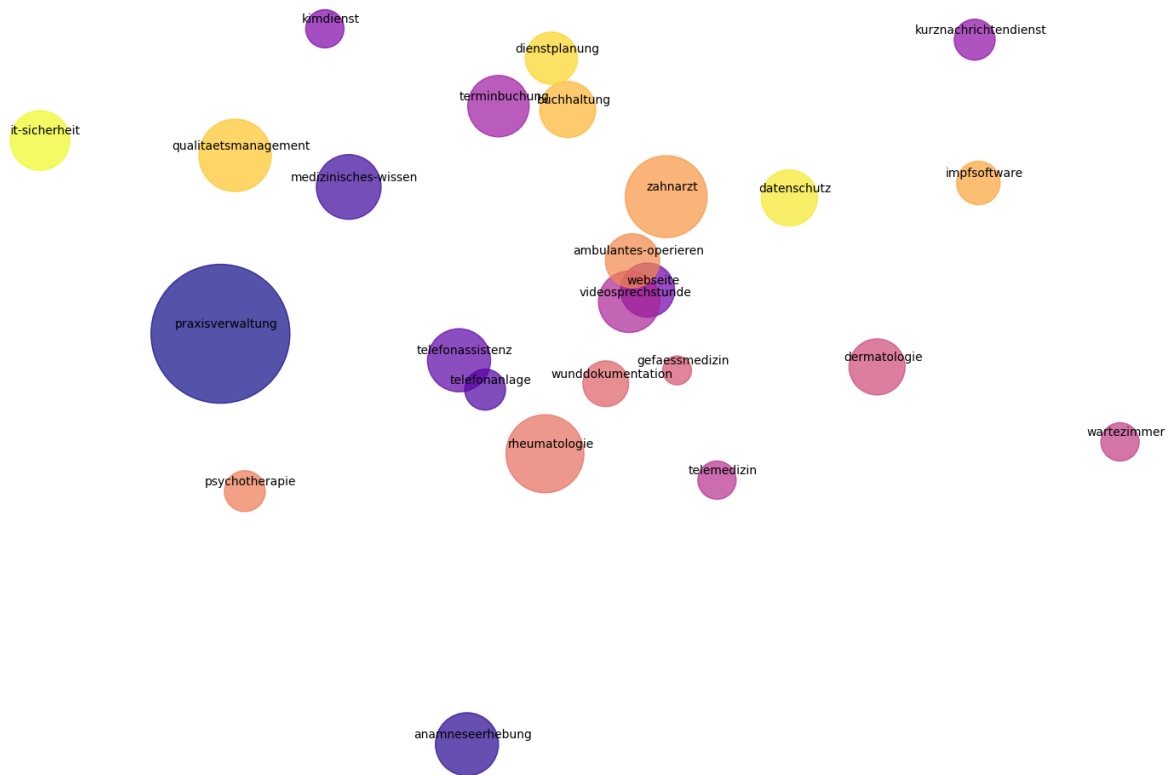 kimdienst
kurznachrichtendienst
dienstplanung
terminbuchung
buchhaltung
it-sicherheit
qualitaetsmanagement
medizinisches-wissen
zahnarzt
datenschutz
impfsoftware
ambulantes-operieren
webseite
videosprechstunde
praxisverwaltung
telefonassistenz
gefaessmedizin
dermatologie
telefonanlage
wunddokumentation
wartezimmer
rheumatologie
telemedizin
psychotherapie
anamneseerhebung